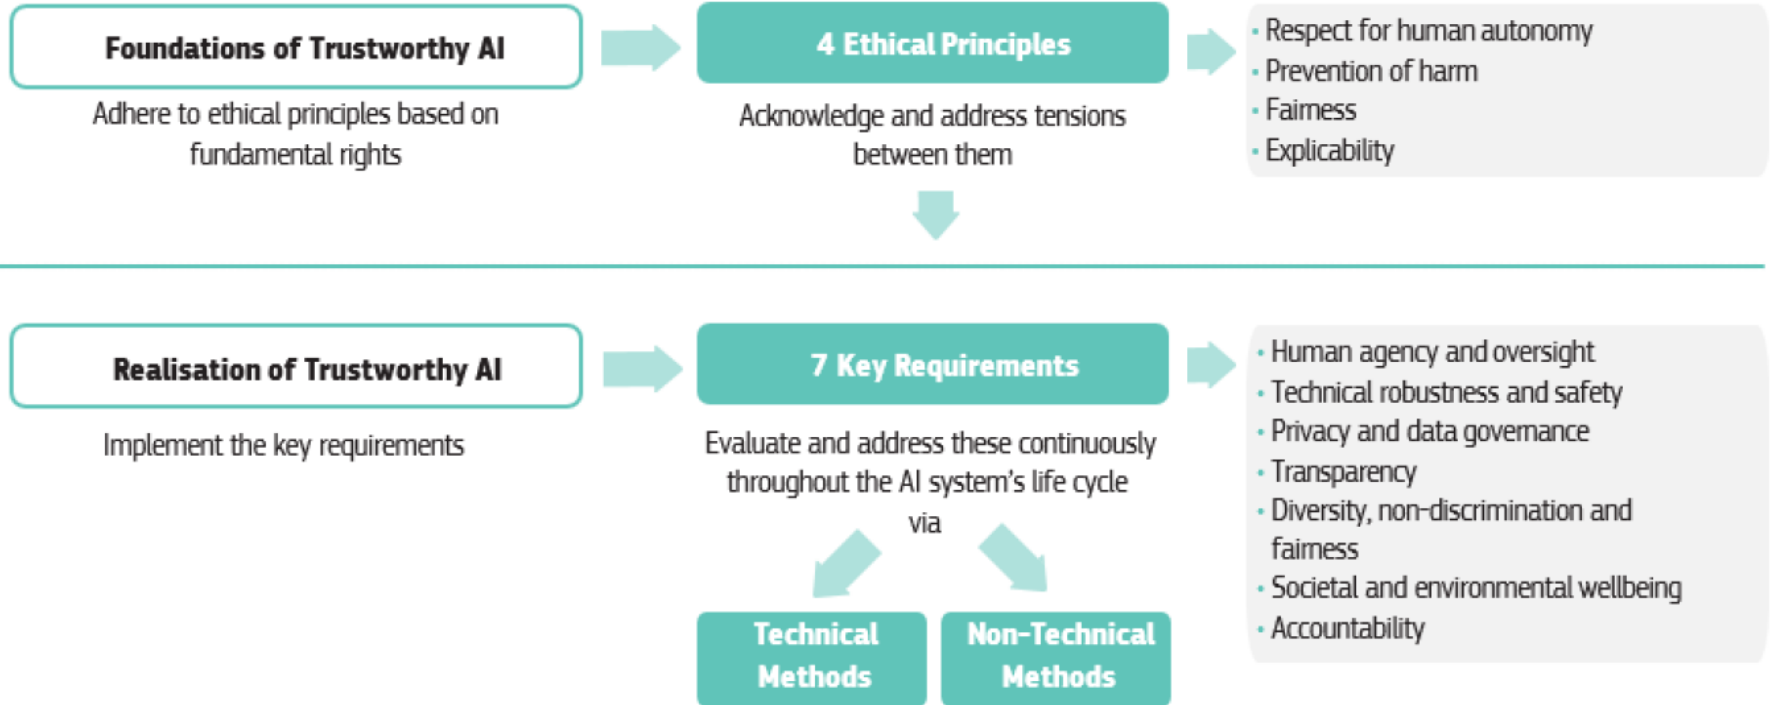 Foundations of Trustworthy AI
Adhere to ethical principles based on
fundamental rights
4 Ethical Principles
Acknowledge and address tensions
between them
• Respect for human autonomy
• Prevention of harm
• Fairness
• Explicability
Realisation of Trustworthy AI
Implement the key requirements
7 Key Requirements
Evaluate and address these continuously
throughout the AI system's life cycle
via
Technical
Methods
Non-Technical
Methods
• Human agency and oversight
• Technical robustness and safety
• Privacy and data governance
• Transparency
• Diversity, non-discrimination and
fairness
• Societal and environmental wellbeing
• Accountability